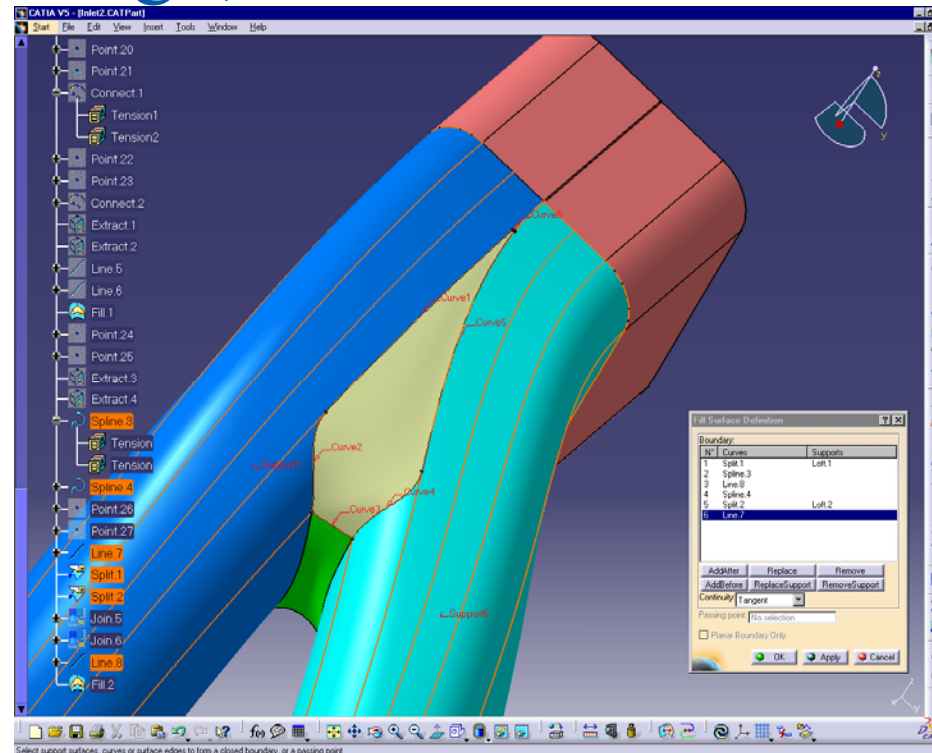 CATIA V5 - [Inlet2.CATPart]
Start File Edit View Insert Tools Window Help
Point.20
Point.21
Connect.1
Tension1
Tension2
Point.22
Point.23
Connect.2
Extract.1
Extract.2
Line.5
Line.6
Fill.1
Point.24
Point.25
Extract.3
Extract.4
Spline.3
Tension
Tension
Spline.4
Point.26
Point.27
Line.7
Split.1
Split.2
Join.5
Join.6
Line.8
Fill.2
z
y
Curve6
Curve1
Curve5
Curve2
Support1
Curve4
Curve3
Support5
Fill Surface Definition
Boundary:
N° Curves Supports
1 Split.1 Loft.1
2 Spline.3
3 Line.8
4 Spline.4
5 Split.2 Loft.2
6 Line.7
AddAfter Replace Remove
AddBefore ReplaceSupport RemoveSupport
Continuity: Tangent
Passing point: No selection
Planar Boundary Only
OK Apply Cancel
Select support surfaces, curves or surface edges to form a closed boundary, or a passing point